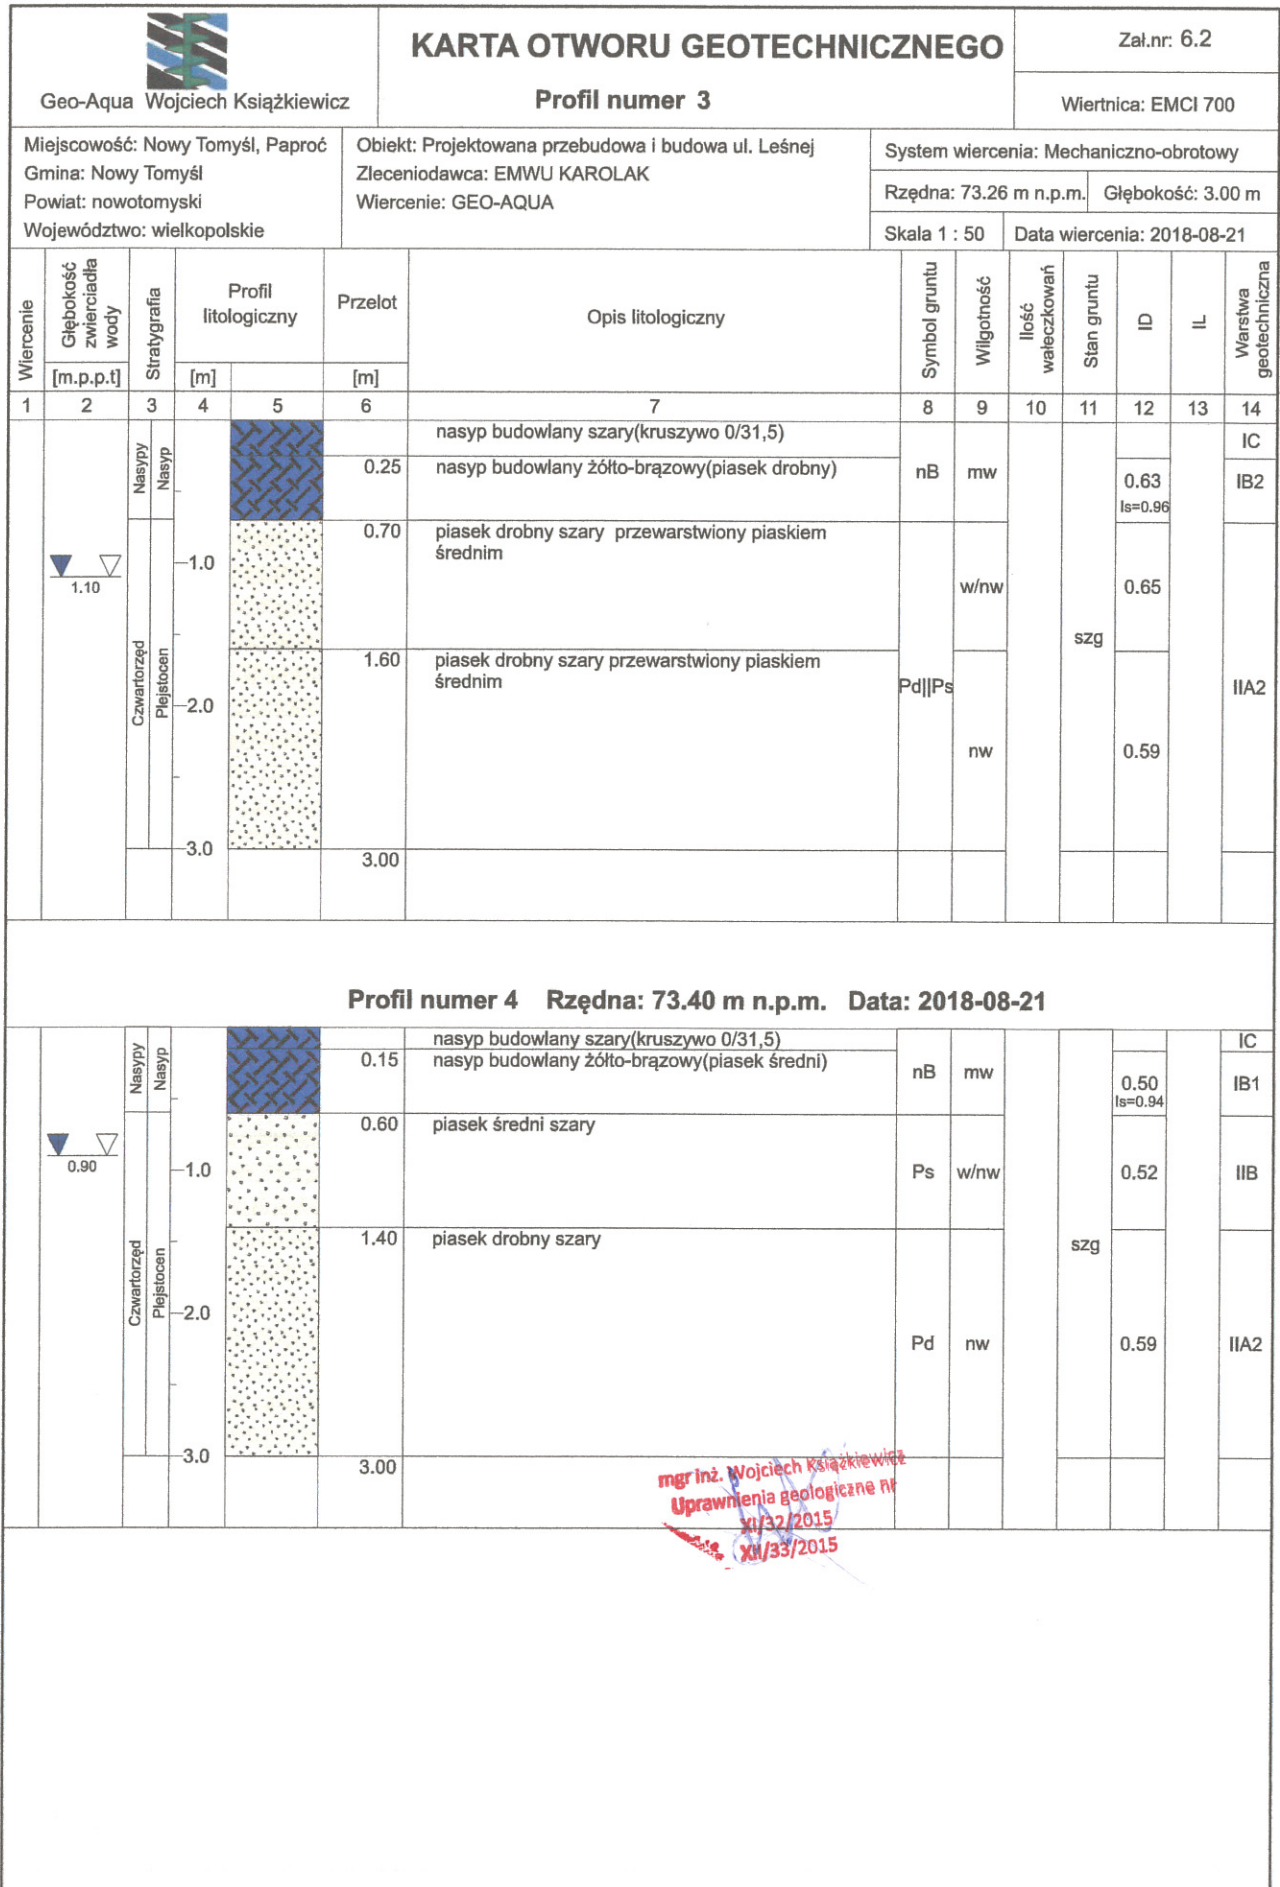 KARTA OTWORU GEOTECHNICZNEGO
Profil numer 3
Zał.nr: 6.2
Geo-Aqua Wojciech Książkiewicz
Wiertnica: EMCI 700
Miejscowość: Nowy Tomyśl, Paproć
Gmina: Nowy Tomyśl
Powiat: nowotomyski
Województwo: wielkopolskie
Obiekt: Projektowana przebudowa i budowa ul. Leśnej
Zleceniodawca: EMWU KAROLAK
Wiercenie: GEO-AQUA
System wiercenia: Mechaniczno-obrotowy
Rzędna: 73.26 m n.p.m. Głębokość: 3.00 m
Skala 1 : 50 Data wiercenia: 2018-08-21
Wiercenie
Głębokość zwierciadła wody
[m.p.p.t]
Stratygrafia
Profil litologiczny
[m]
Przelot
[m]
Opis litologiczny
Symbol gruntu
Wilgotność
Ilość wałeczkowań
Stan gruntu
ID
IL
Warstwa geotechniczna
1 2 3 4 5 6 7 8 9 10 11 12 13 14
nasyp budowlany szary(kruszywo 0/31,5) IC
Nasypy Nasyp
0.25 nasyp budowlany żółto-brązowy(piasek drobny) nB mw 0.63 IB2
Is=0.96
0.70 piasek drobny szary przewarstwiony piaskiem
średnim
1.0
1.10
w/nw 0.65
szg
1.60 piasek drobny szary przewarstwiony piaskiem
średnim
Czwartorzęd Plejstocen
2.0
Pd||Ps IIA2
nw 0.59
3.0
3.00
Profil numer 4 Rzędna: 73.40 m n.p.m. Data: 2018-08-21
nasyp budowlany szary(kruszywo 0/31,5) IC
Nasypy Nasyp
0.15 nasyp budowlany żółto-brązowy(piasek średni)
nB mw 0.50 IB1
Is=0.94
0.60 piasek średni szary
0.90
1.0
Ps w/nw 0.52 IIB
1.40 piasek drobny szary
szg
Czwartorzęd Plejstocen
2.0
Pd nw 0.59 IIA2
3.0
3.00
mgr inż. Wojciech Książkiewicz
Uprawnienia geologiczne nr
XI/32/2015
XII/33/2015